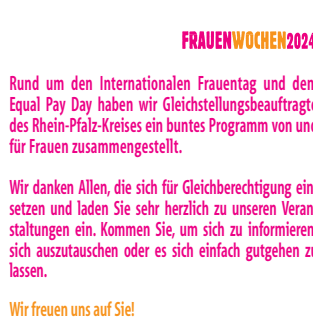 FRAUENWOCHEN2024
Rund um den Internationalen Frauentag und den
Equal Pay Day haben wir Gleichstellungsbeauftragte
des Rhein-Pfalz-Kreises ein buntes Programm von und
für Frauen zusammengestellt.
Wir danken Allen, die sich für Gleichberechtigung ein
setzen und laden Sie sehr herzlich zu unseren Veran
staltungen ein. Kommen Sie, um sich zu informieren
sich auszutauschen oder es sich einfach gutgehen zu
lassen.
Wir freuen uns auf Sie!